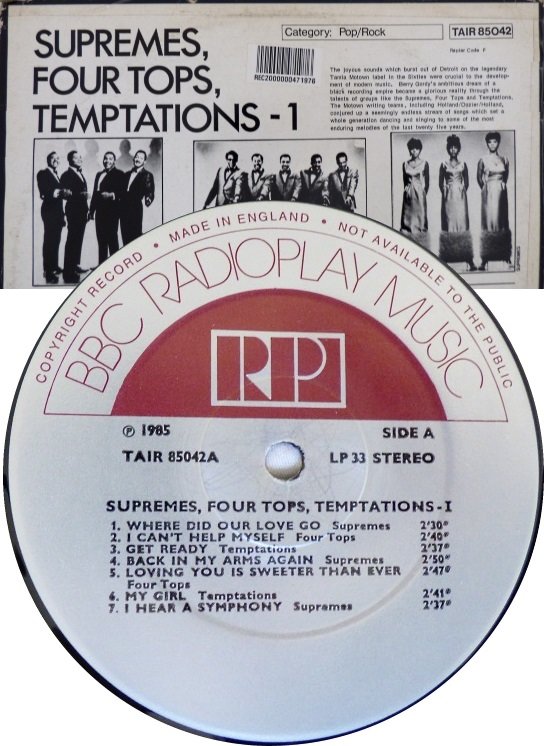 SUPREMES,
FOUR TOPS,
TEMPTATIONS - 1
REC2000000471976
Category: Pop/Rock
TAIR 85042
Replai Code F
The joyous sounds which burst out of Detroit on the legendary
Tamla Motown label in the Sixties were crucial to the develop-
ment of modern music. Berry Gordy's ambitious dream of a
black recording empire became a glorious reality through the
talents of groups like the Supremes, Four Tops and Temptations.
The Motown writing teams, including Holland/Dozier/Holland,
conjured up a seemingly endless stream of songs which set a
whole generation dancing and singing to some of the most
enduring melodies of the last twenty five years.
SUPREMES
COPYRIGHT RECORD • MADE IN ENGLAND • NOT AVAILABLE TO THE PUBLIC
BBC RADIOPLAY MUSIC
RP
Ⓟ 1985
SIDE A
TAIR 85042A
LP 33 STEREO
SUPREMES, FOUR TOPS, TEMPTATIONS-I
1. WHERE DID OUR LOVE GO Supremes 2'30"
2. I CAN'T HELP MYSELF Four Tops 2'40"
3. GET READY Temptations 2'37"
4. BACK IN MY ARMS AGAIN Supremes 2'50"
5. LOVING YOU IS SWEETER THAN EVER 2'47"
Four Tops
6. MY GIRL Temptations 2'41"
7. I HEAR A SYMPHONY Supremes 2'37"